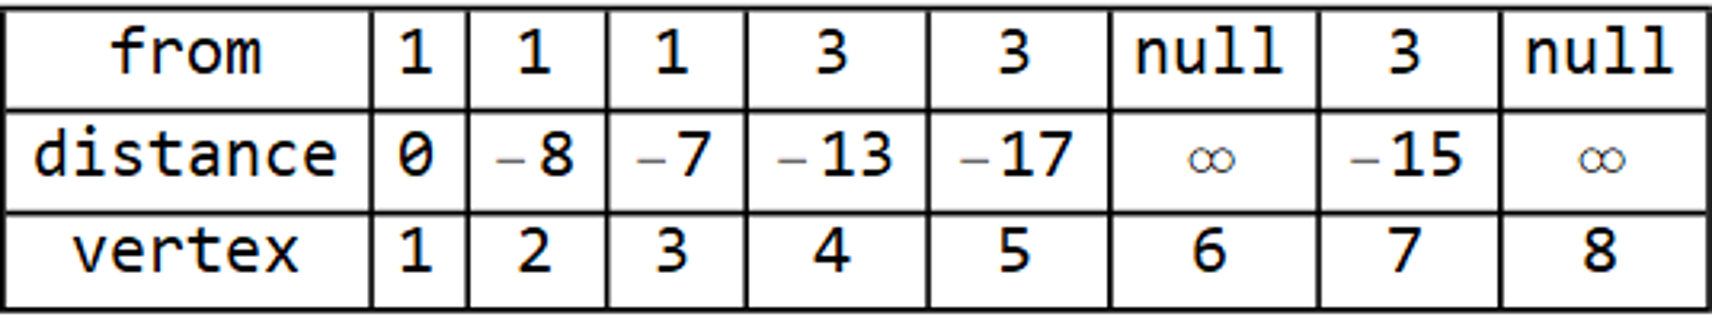 from 1 1 1 3 3 null 3 null
distance 0 −8 −7 −13 −17 ∞ −15 ∞
vertex 1 2 3 4 5 6 7 8